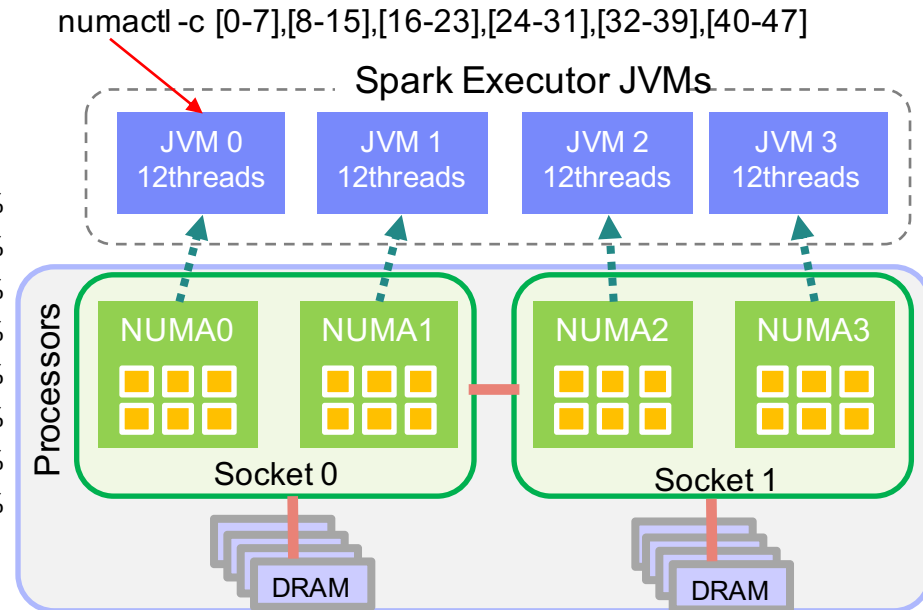 numactl -c [0-7],[8-15],[16-23],[24-31],[32-39],[40-47]
Spark Executor JVMs
JVM 0
12threads
JVM 1
12threads
JVM 2
12threads
JVM 3
12threads
Processors
NUMA0
NUMA1
NUMA2
NUMA3
Socket 0
Socket 1
DRAM
DRAM